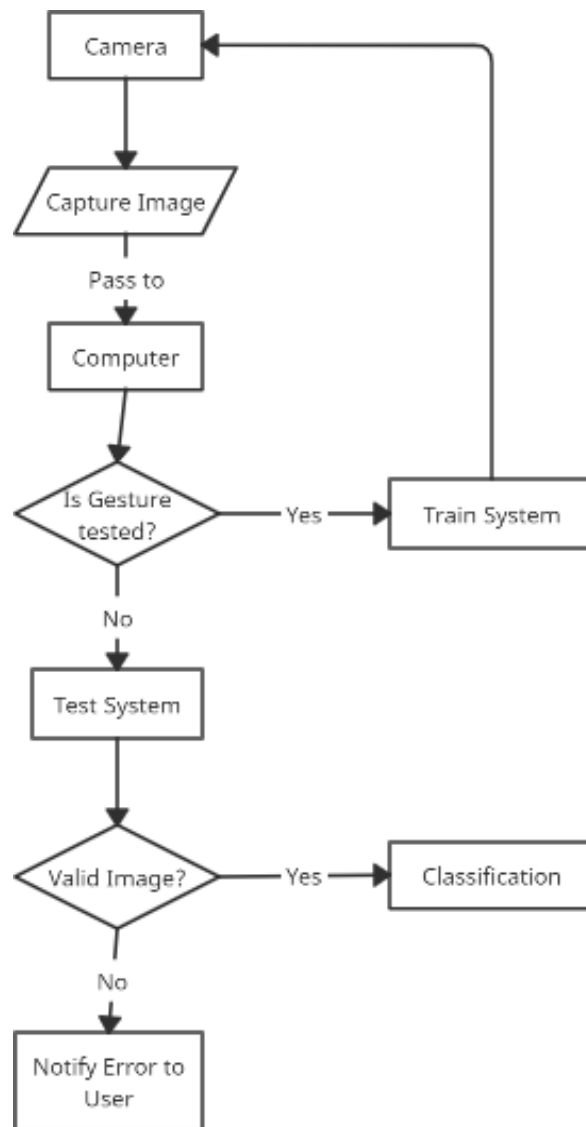 Camera
Capture Image
Pass to
Computer
Is Gesture
tested?
Yes
Train System
No
Test System
Valid Image?
Yes
Classification
No
Notify Error to
User